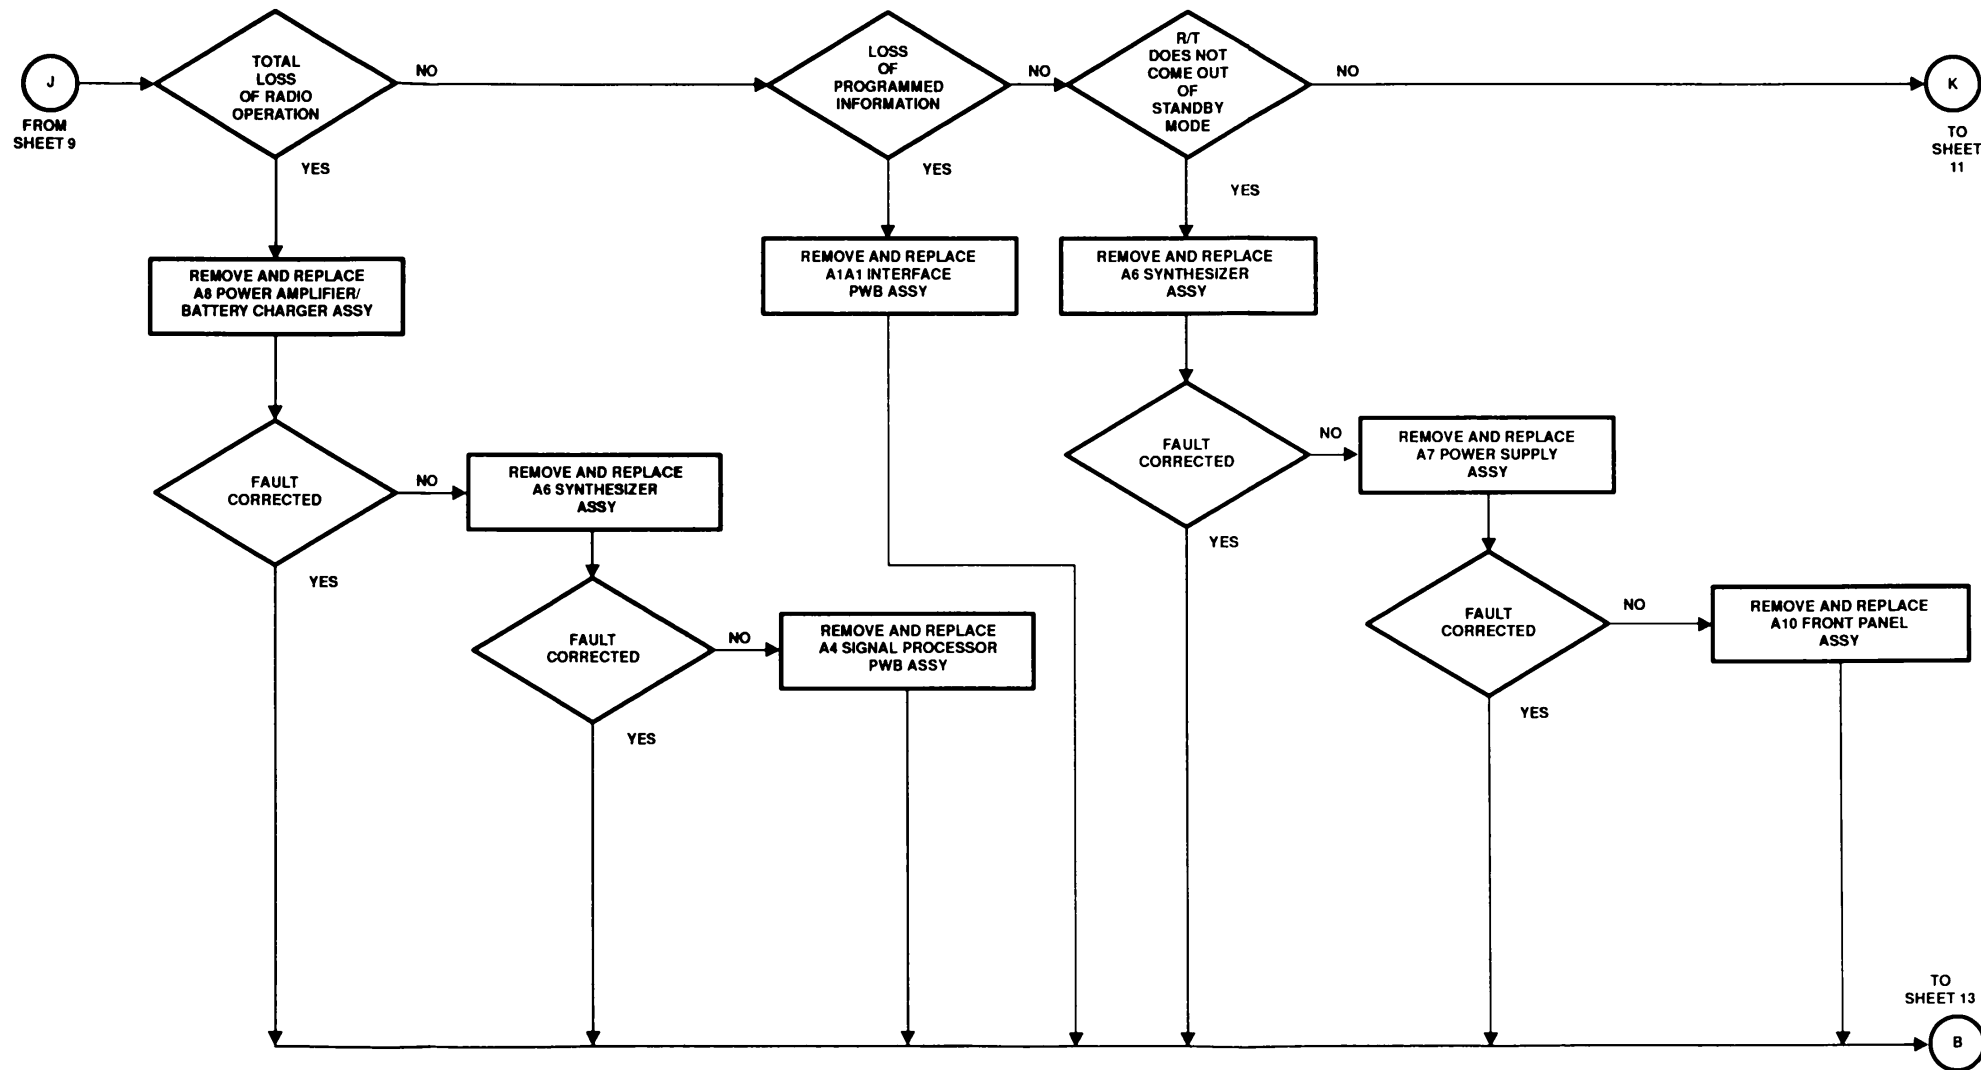 J
FROM
SHEET 9
TOTAL
LOSS
OF RADIO
OPERATION
NO
YES
LOSS
OF
PROGRAMMED
INFORMATION
NO
YES
R/T
DOES NOT
COME OUT
OF
STANDBY
MODE
NO
YES
K
TO
SHEET
11
REMOVE AND REPLACE
A8 POWER AMPLIFIER/
BATTERY CHARGER ASSY
REMOVE AND REPLACE
A1A1 INTERFACE
PWB ASSY
REMOVE AND REPLACE
A6 SYNTHESIZER
ASSY
FAULT
CORRECTED
NO
YES
REMOVE AND REPLACE
A6 SYNTHESIZER
ASSY
FAULT
CORRECTED
NO
YES
REMOVE AND REPLACE
A4 SIGNAL PROCESSOR
PWB ASSY
FAULT
CORRECTED
NO
YES
REMOVE AND REPLACE
A7 POWER SUPPLY
ASSY
FAULT
CORRECTED
NO
YES
REMOVE AND REPLACE
A10 FRONT PANEL
ASSY
TO
SHEET 13
B